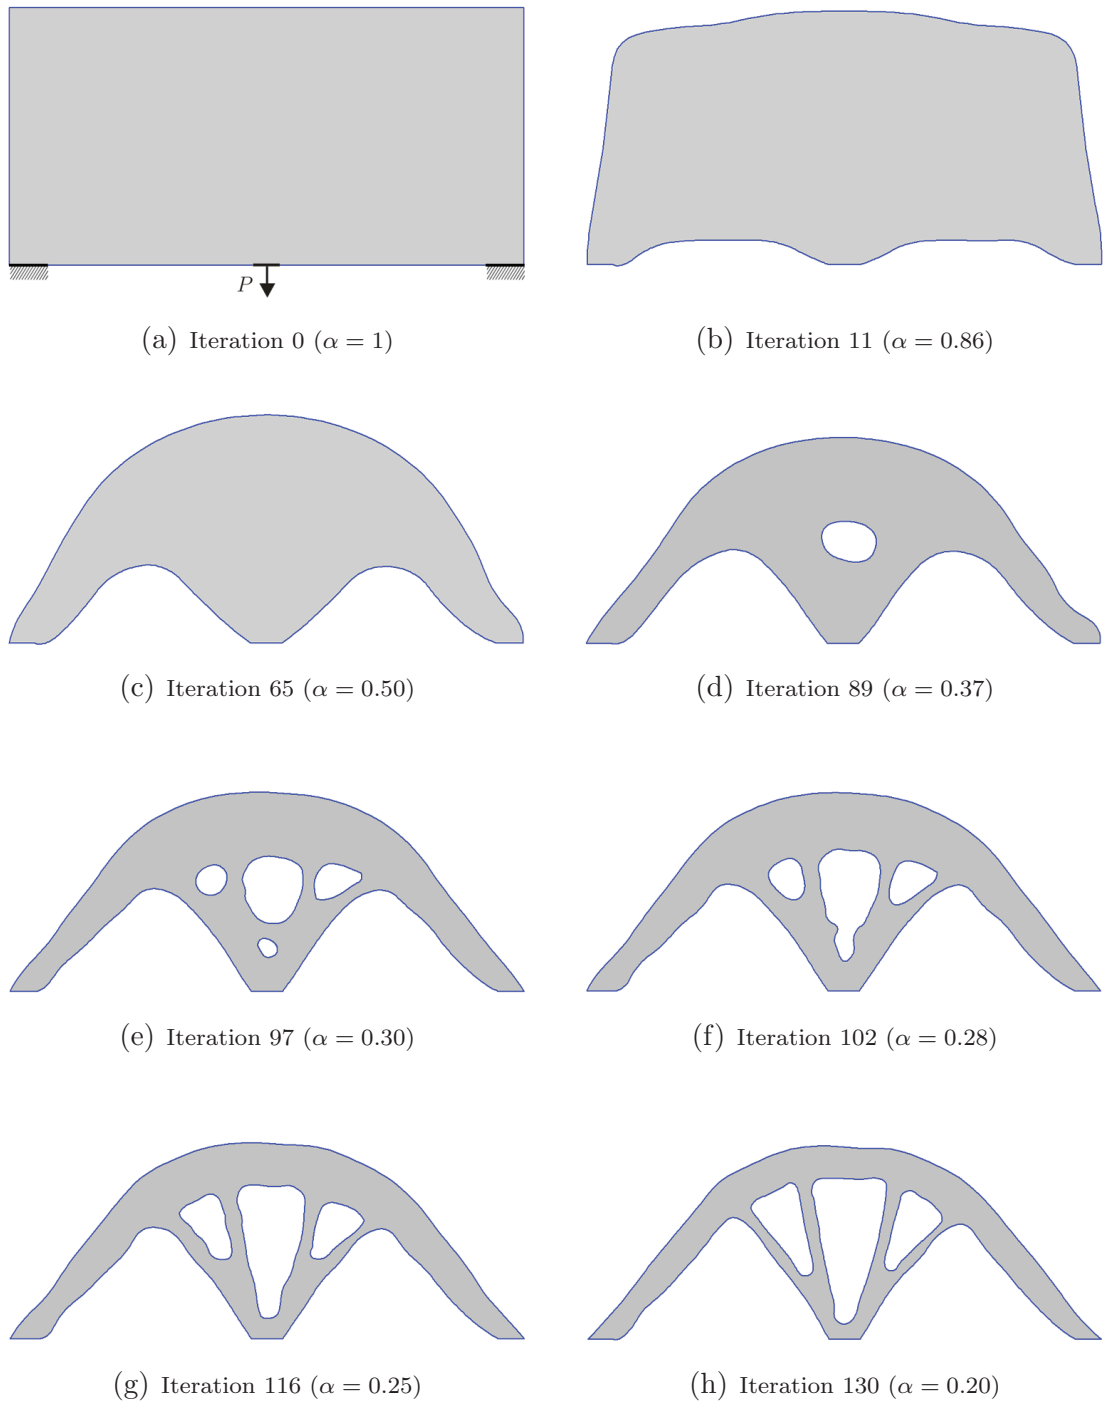 P
(a) Iteration 0 (α = 1)
(b) Iteration 11 (α = 0.86)
(c) Iteration 65 (α = 0.50)
(d) Iteration 89 (α = 0.37)
(e) Iteration 97 (α = 0.30)
(f) Iteration 102 (α = 0.28)
(g) Iteration 116 (α = 0.25)
(h) Iteration 130 (α = 0.20)